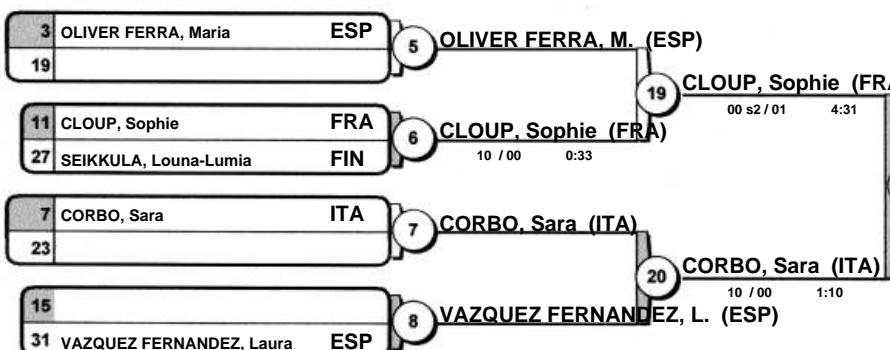 3 OLIVER FERRA, Maria ESP
19
5 OLIVER FERRA, M. (ESP)
19 CLOUP, Sophie (FRA
00 s2 / 01 4:31
11 CLOUP, Sophie FRA
27 SEIKKULA, Louna-Lumia FIN
6 CLOUP, Sophie (FRA)
10 / 00 0:33
7 CORBO, Sara ITA
23
7 CORBO, Sara (ITA)
20 CORBO, Sara (ITA)
10 / 00 1:10
15
31 VAZQUEZ FERNANDEZ, Laura ESP
8 VAZQUEZ FERNANDEZ, L. (ESP)